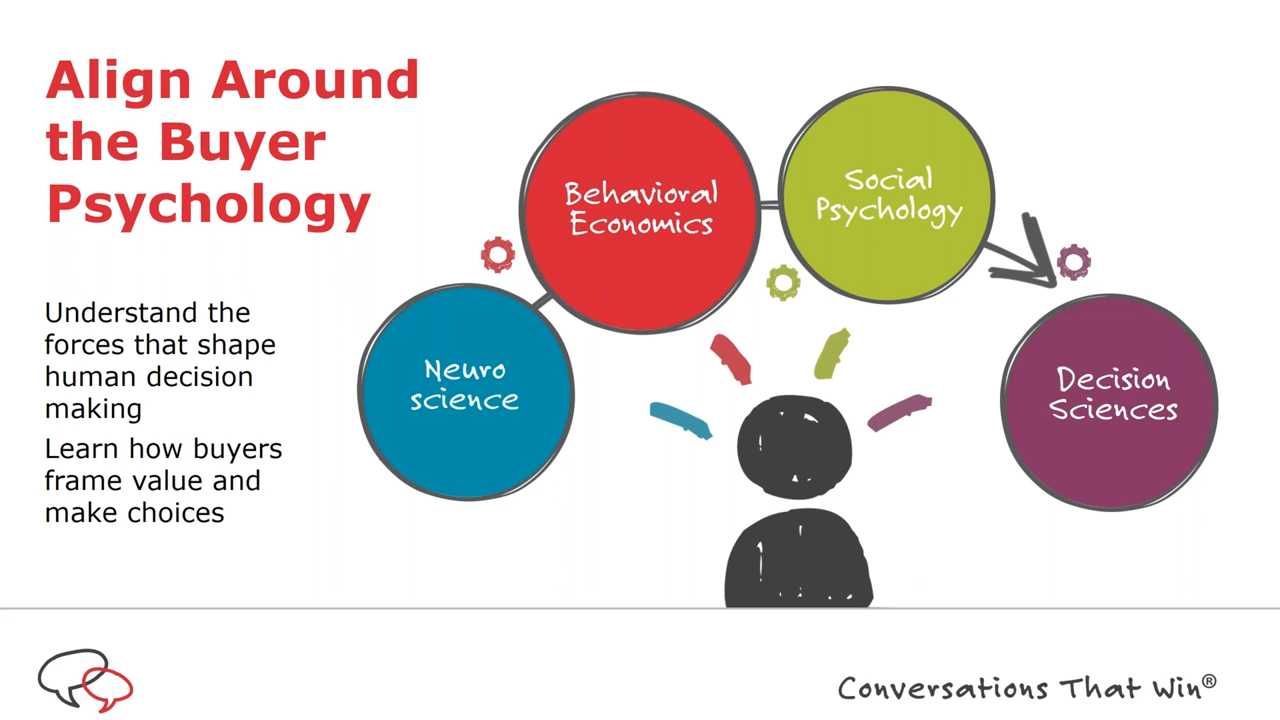 Align Around
the Buyer
Psychology
Understand the
forces that shape
human decision
making
Learn how buyers
frame value and
make choices
Neuro
science
Behavioral
Economics
Social
Psychology
Decision
Sciences
Conversations That Win®